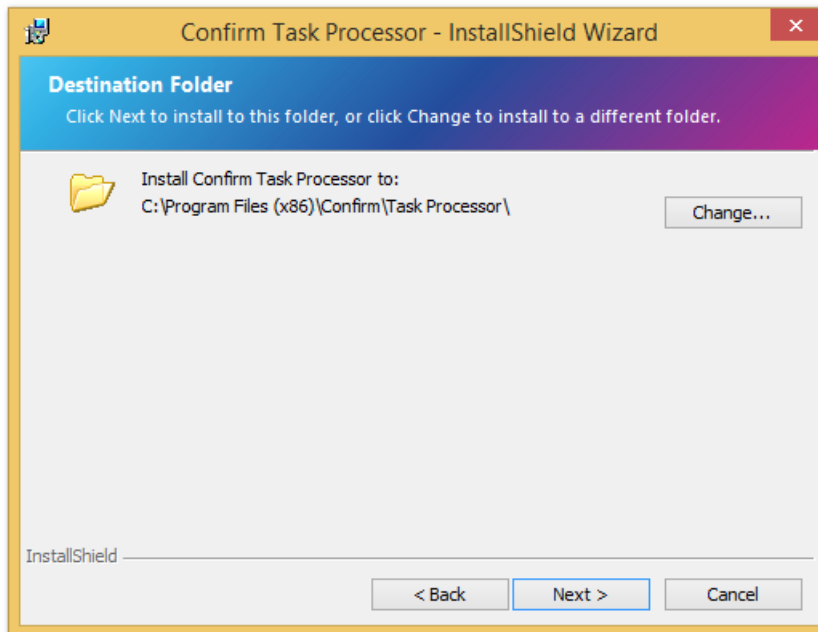 Confirm Task Processor - InstallShield Wizard
Destination Folder
Click Next to install to this folder, or click Change to install to a different folder.
Install Confirm Task Processor to:
C:\Program Files (x86)\Confirm\Task Processor\
Change...
InstallShield
< Back
Next >
Cancel